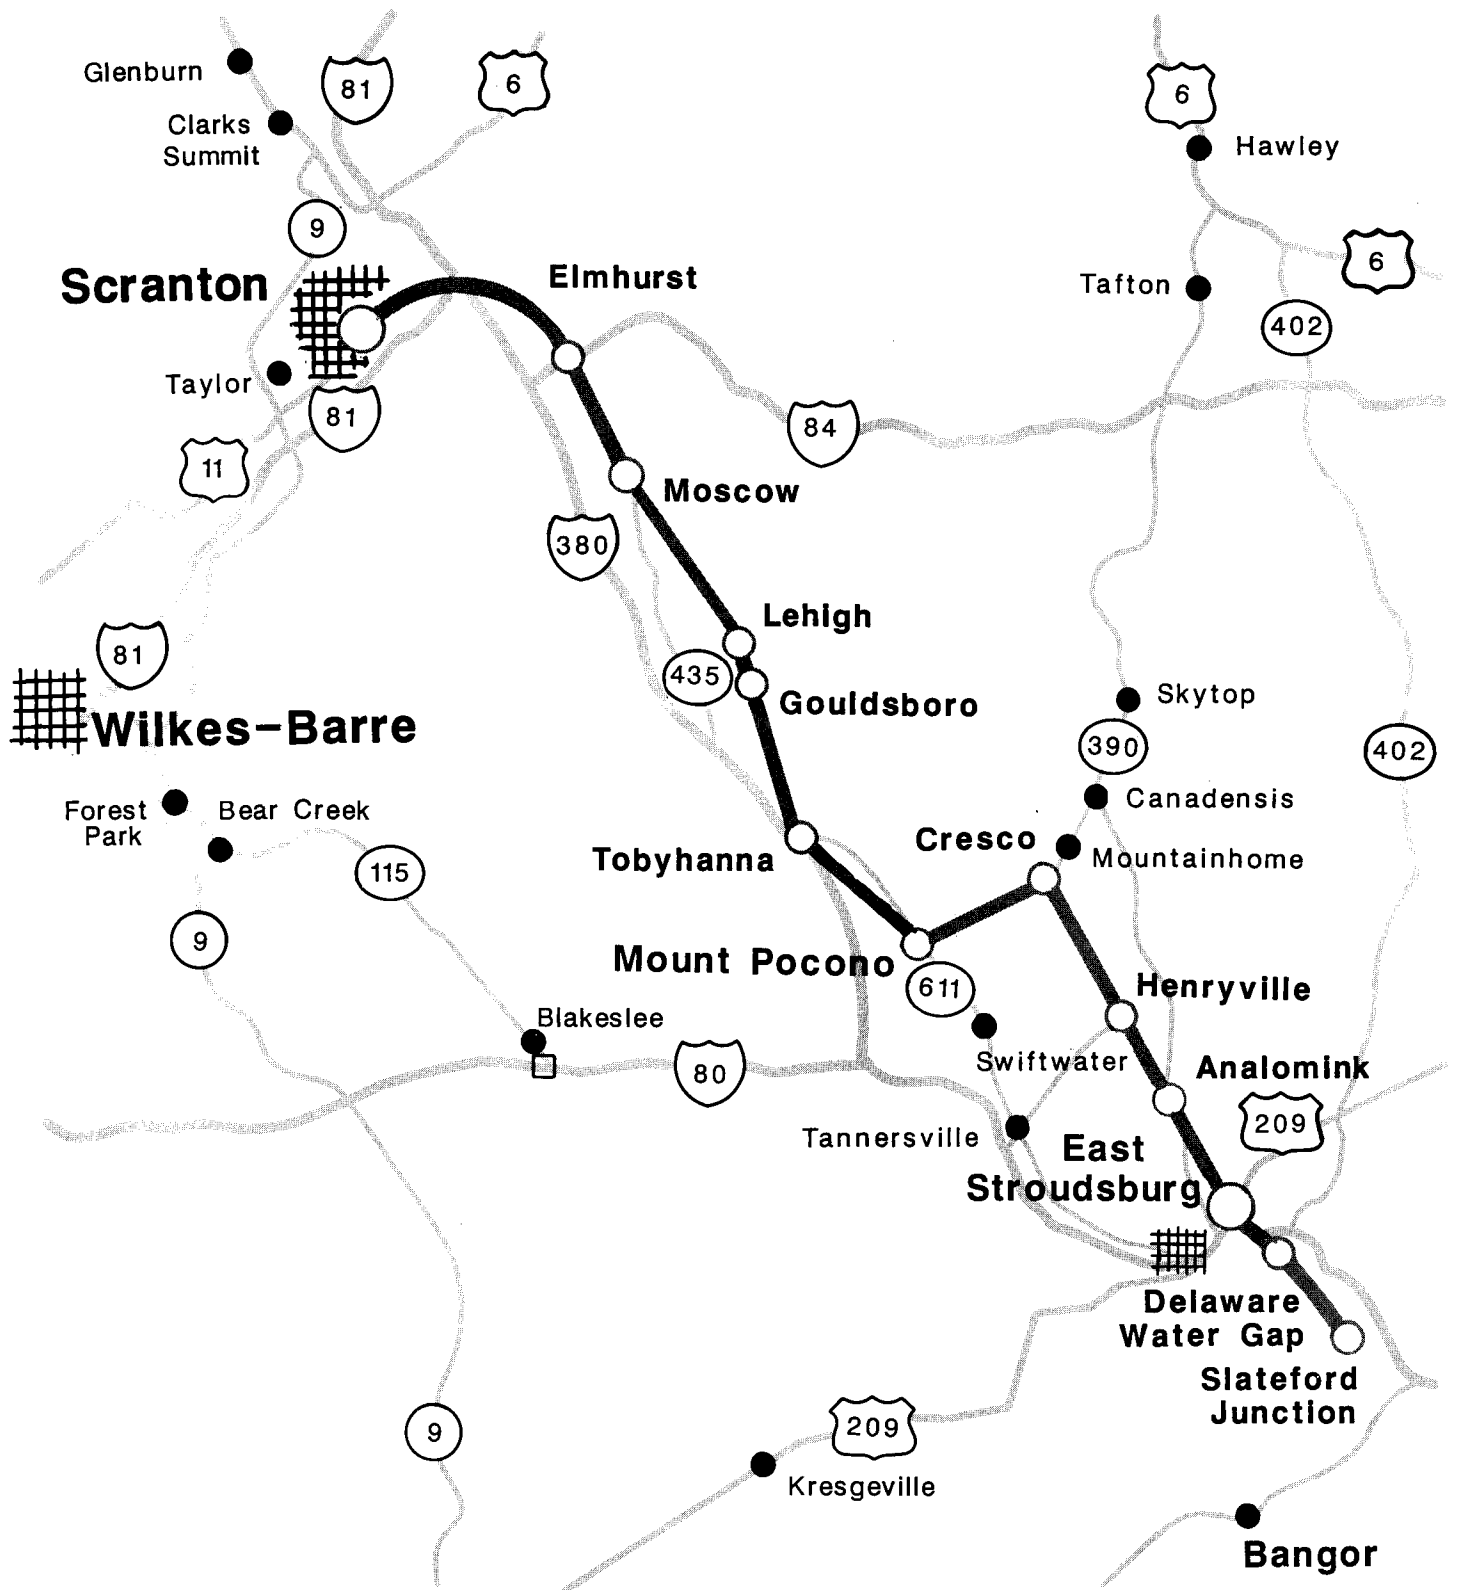 Glenburn
81
6
6
Clarks
Summit
Hawley
9
6
Scranton
Elmhurst
Tafton
402
Taylor
81
84
11
Moscow
380
Lehigh
81
435
Gouldsboro
Skytop
Wilkes-Barre
390
402
Forest
Park
Bear Creek
Canadensis
Cresco
Tobyhanna
Mountainhome
115
9
Mount Pocono
611
Henryville
Blakeslee
Swiftwater
80
Analomink
209
Tannersville
East
Stroudsburg
Delaware
Water Gap
Slateford
Junction
209
9
Kresgeville
Bangor